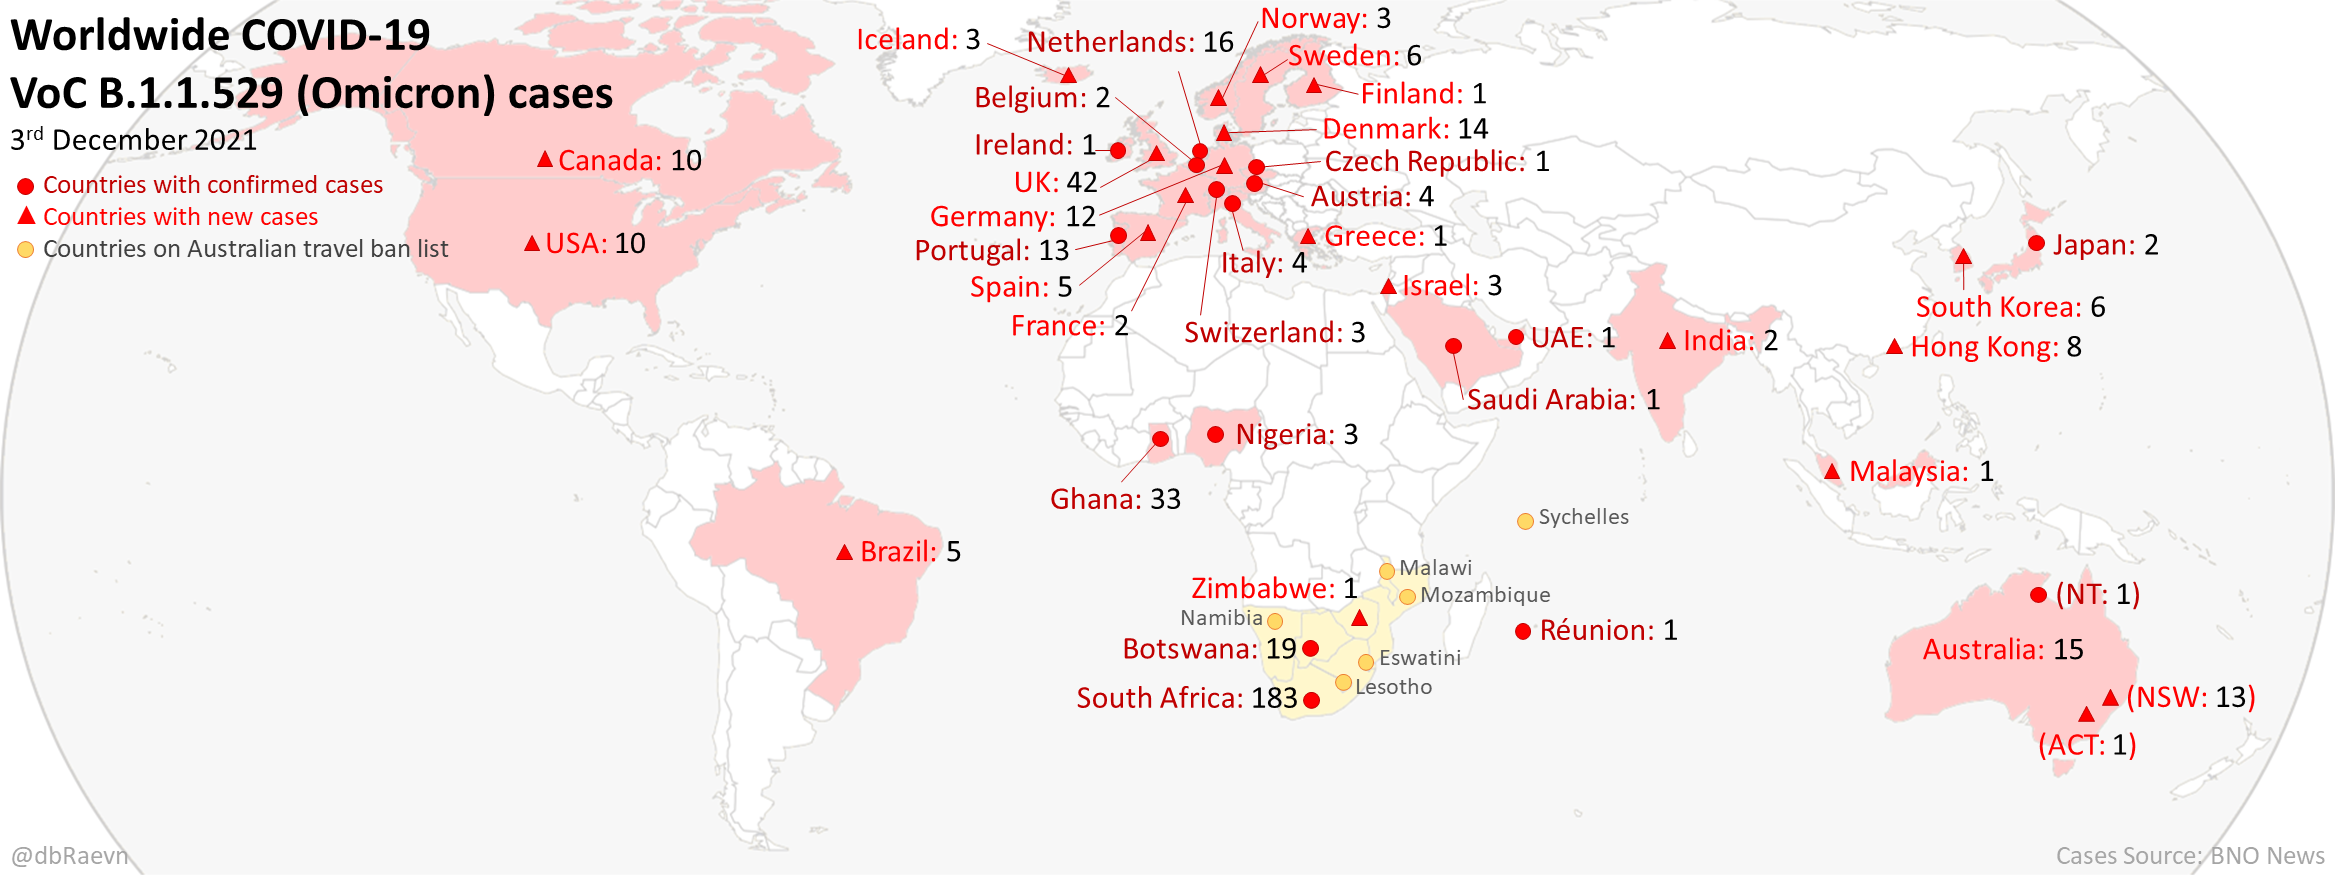 Worldwide COVID-19
VoC B.1.1.529 (Omicron) cases
3rd December 2021
Countries with confirmed cases
Countries with new cases
Countries on Australian travel ban list
Canada: 10
USA: 10
Brazil: 5
Iceland: 3
Norway: 3
Netherlands: 16
Sweden: 6
Belgium: 2
Finland: 1
Denmark: 14
Ireland: 1
Czech Republic: 1
UK: 42
Austria: 4
Germany: 12
Greece: 1
Portugal: 13
Italy: 4
Spain: 5
France: 2
Switzerland: 3
Israel: 3
UAE: 1
Saudi Arabia: 1
India: 2
Japan: 2
South Korea: 6
Hong Kong: 8
Malaysia: 1
Nigeria: 3
Ghana: 33
Sychelles
Malawi
Zimbabwe: 1
Mozambique
Namibia
Réunion: 1
Botswana: 19
Eswatini
Lesotho
South Africa: 183
(NT: 1)
Australia: 15
(NSW: 13)
(ACT: 1)
@dbRaevn
Cases Source: BNO News